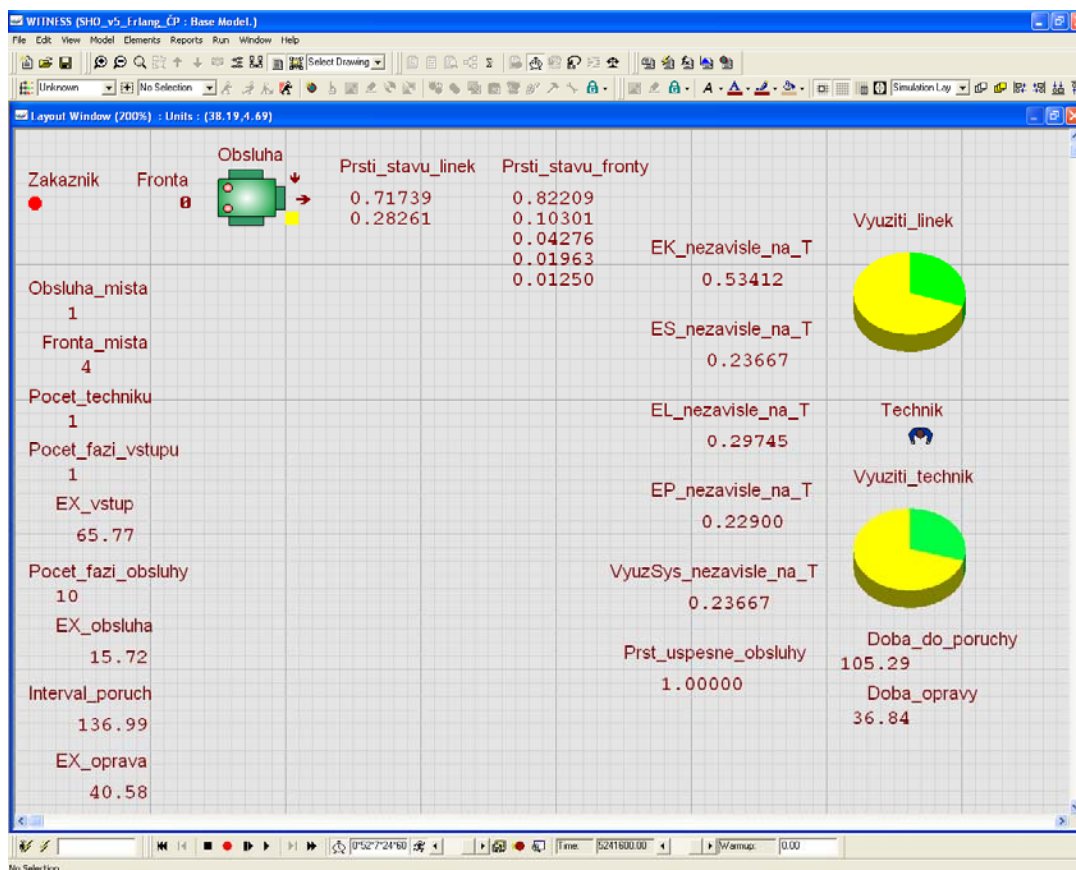 WITNESS (SHO_v5_Erlang_ČP : Base Model.)
File Edit View Model Elements Reports Run Window Help
Select Drawing
Unknown No Selection Simulation Lay
Layout Window (200%) : Units : (38.19,4.69)
Zakaznik Fronta Obsluha Prsti_stavu_linek Prsti_stavu_fronty
0
0.71739 0.82209
0.28261 0.10301
0.04276
0.01963
0.01250
Vyuziti_linek
EK_nezavisle_na_T
0.53412
Obsluha_mista
1
ES_nezavisle_na_T
0.23667
Fronta_mista
4
Pocet_techniku
1
EL_nezavisle_na_T
0.29745
Technik
Pocet_fazi_vstupu
1
Vyuziti_technik
EP_nezavisle_na_T
0.22900
EX_vstup
65.77
Pocet_fazi_obsluhy
10
VyuzSys_nezavisle_na_T
0.23667
EX_obsluha
15.72
Prst_uspesne_obsluhy
1.00000
Doba_do_poruchy
105.29
Interval_poruch
136.99
Doba_opravy
36.84
EX_oprava
40.58
Time: 5241600.00 Warmup: 0.00
No Selection